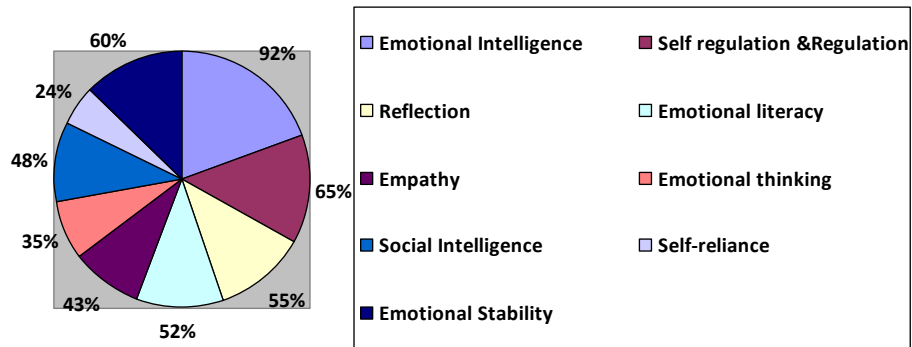 60%
92%
24%
48%
65%
35%
43%
55%
52%
Emotional Intelligence
Self regulation &Regulation
Reflection
Emotional literacy
Empathy
Emotional thinking
Social Intelligence
Self-reliance
Emotional Stability